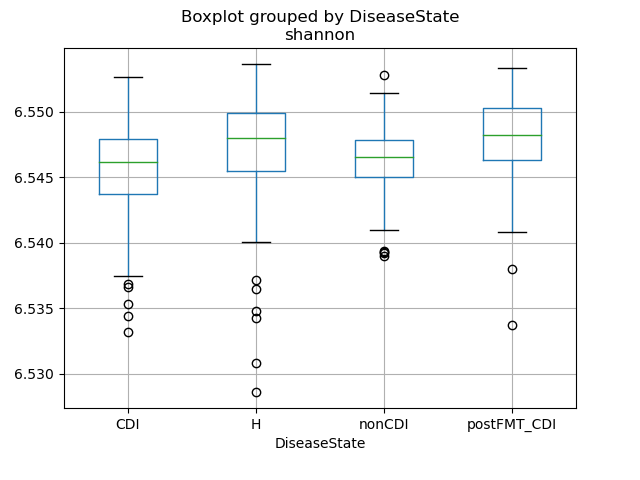 Boxplot grouped by DiseaseState
shannon
6.550
6.545
6.540
6.535
6.530
CDI H nonCDI postFMT_CDI
DiseaseState